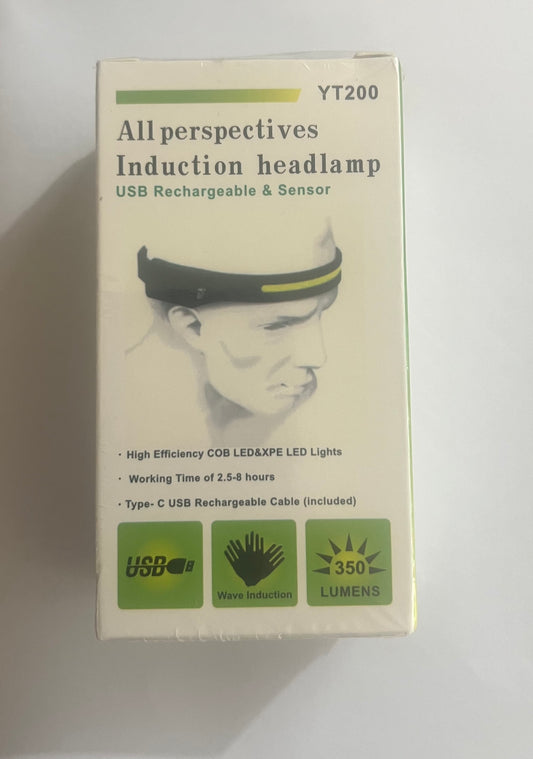 YT200
All perspectives
Induction headlamp
USB Rechargeable & Sensor
· High Efficiency COB LED&XPE LED Lights
· Working Time of 2.5-8 hours
· Type- C USB Rechargeable Cable (included)
USB
Wave Induction
350
LUMENS